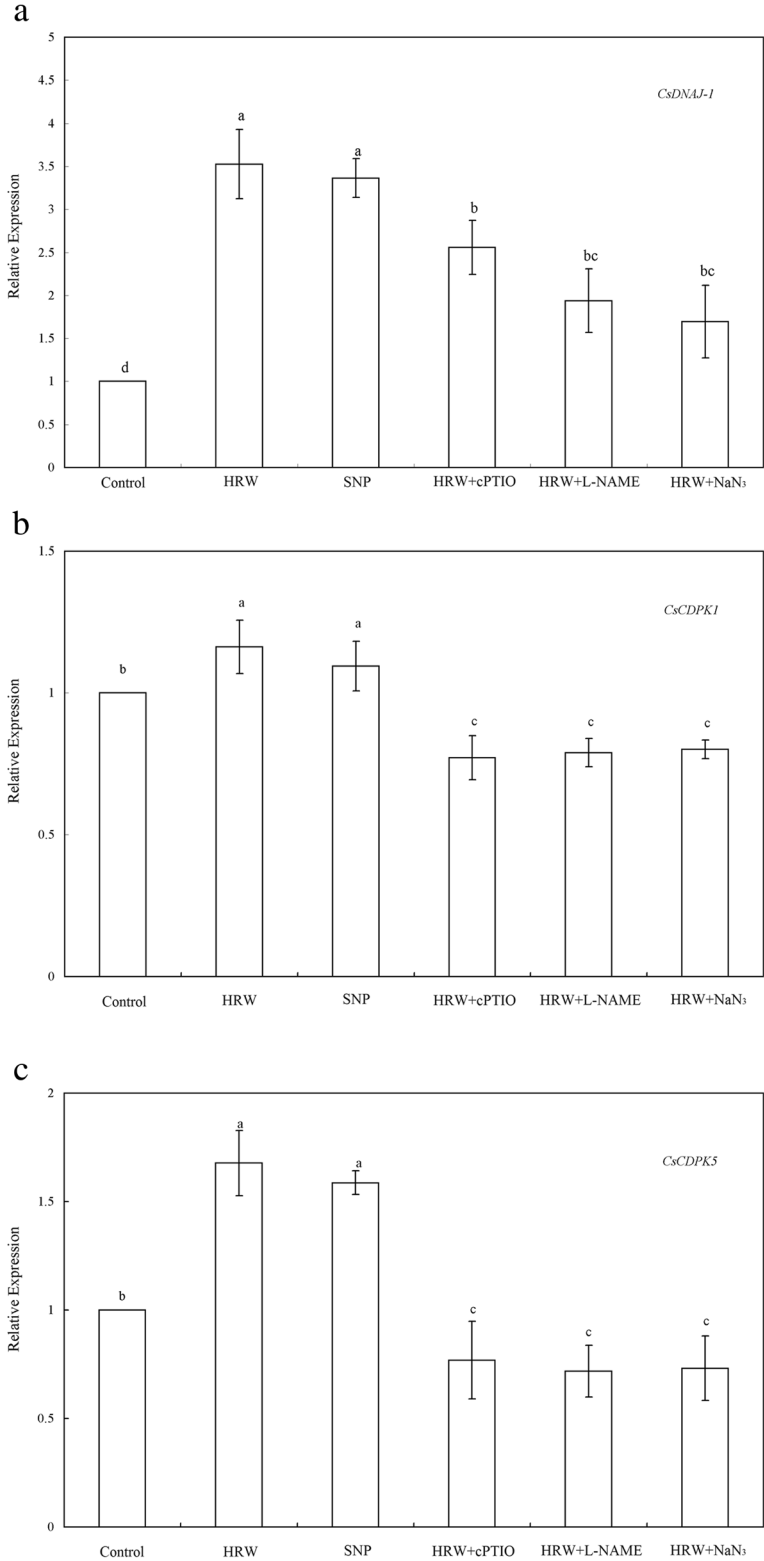 a
5
4.5
4
3.5
3
2.5
2
1.5
1
0.5
0
Relative Expression
CsDNAJ-1
d
a
a
b
bc
bc
Control HRW SNP HRW+cPTIO HRW+L-NAME HRW+NaN₃
b
1.5
1
0.5
0
Relative Expression
CsCDPK1
b
a
a
c
c
c
Control HRW SNP HRW+cPTIO HRW+L-NAME HRW+NaN₃
c
2
1.5
1
0.5
0
Relative Expression
CsCDPK5
b
a
a
c
c
c
Control HRW SNP HRW+cPTIO HRW+L-NAME HRW+NaN₃